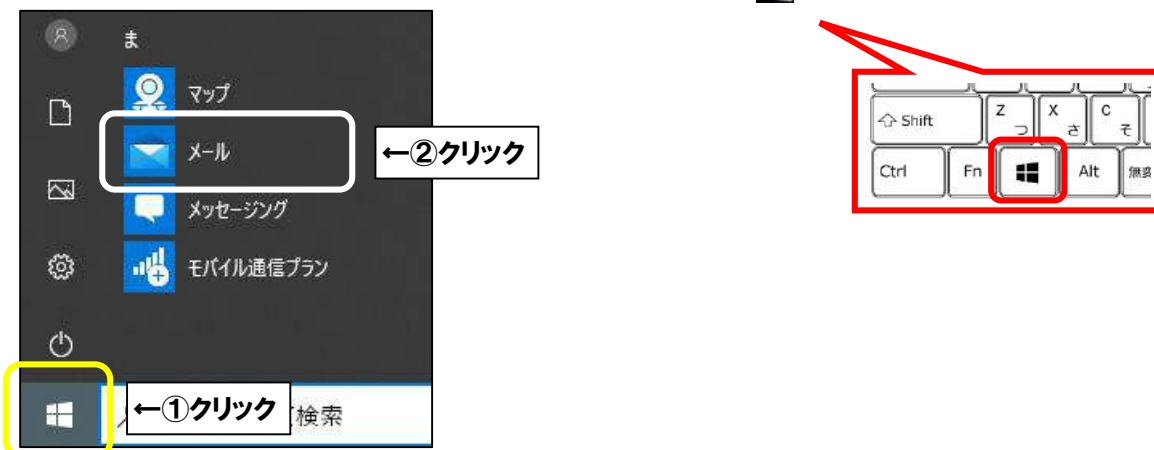 ま
マップ
メール
←②クリック
メッセージング
モバイル通信プラン
←①クリック
検索
Shift
Z
つ
X
さ
C
そ
Ctrl
Fn
Alt
無変